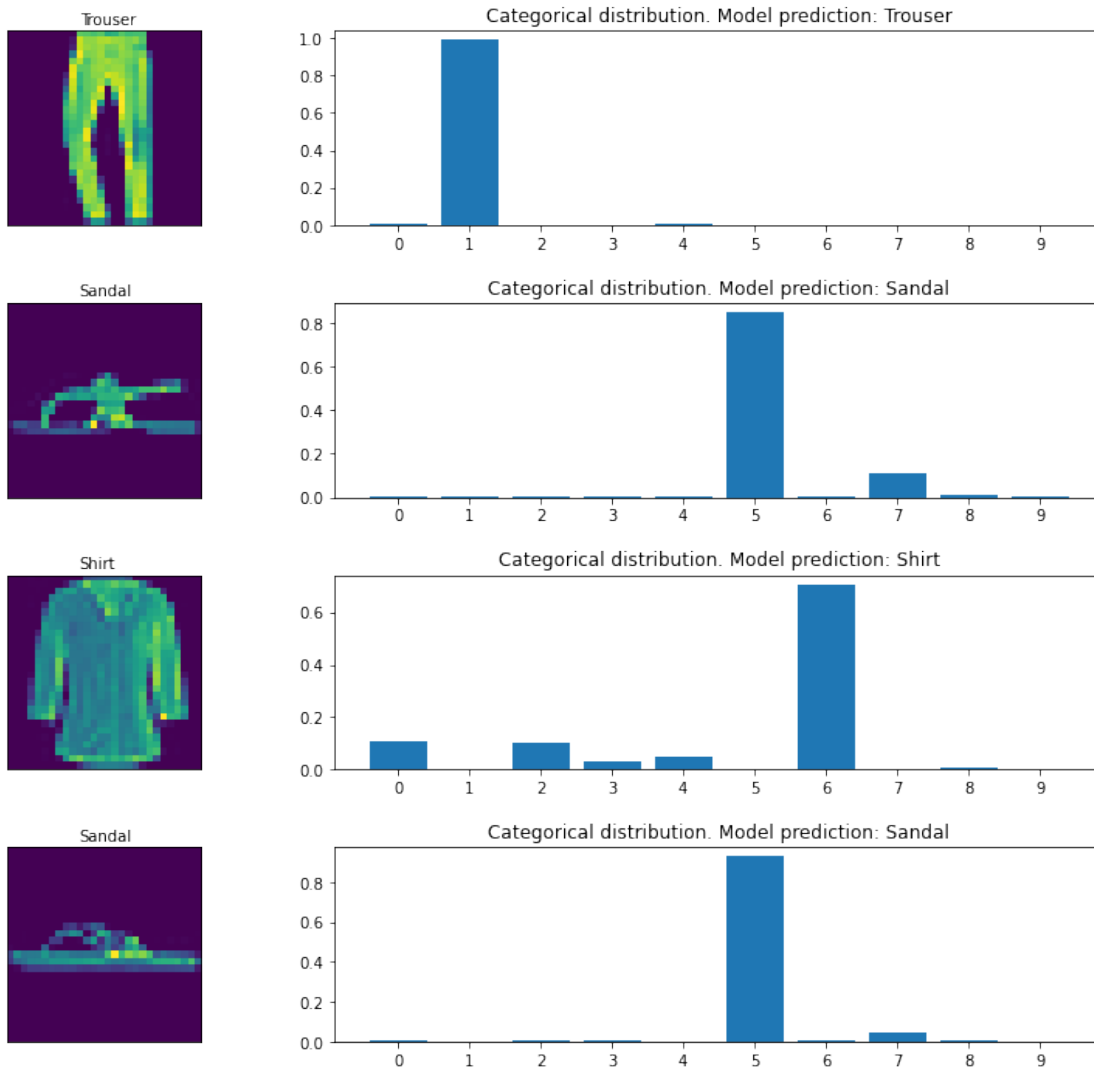 Trouser
Categorical distribution. Model prediction: Trouser
1.0
0.8
0.6
0.4
0.2
0.0
0 1 2 3 4 5 6 7 8 9
Sandal
Categorical distribution. Model prediction: Sandal
0.8
0.6
0.4
0.2
0.0
0 1 2 3 4 5 6 7 8 9
Shirt
Categorical distribution. Model prediction: Shirt
0.6
0.4
0.2
0.0
0 1 2 3 4 5 6 7 8 9
Sandal
Categorical distribution. Model prediction: Sandal
0.8
0.6
0.4
0.2
0.0
0 1 2 3 4 5 6 7 8 9